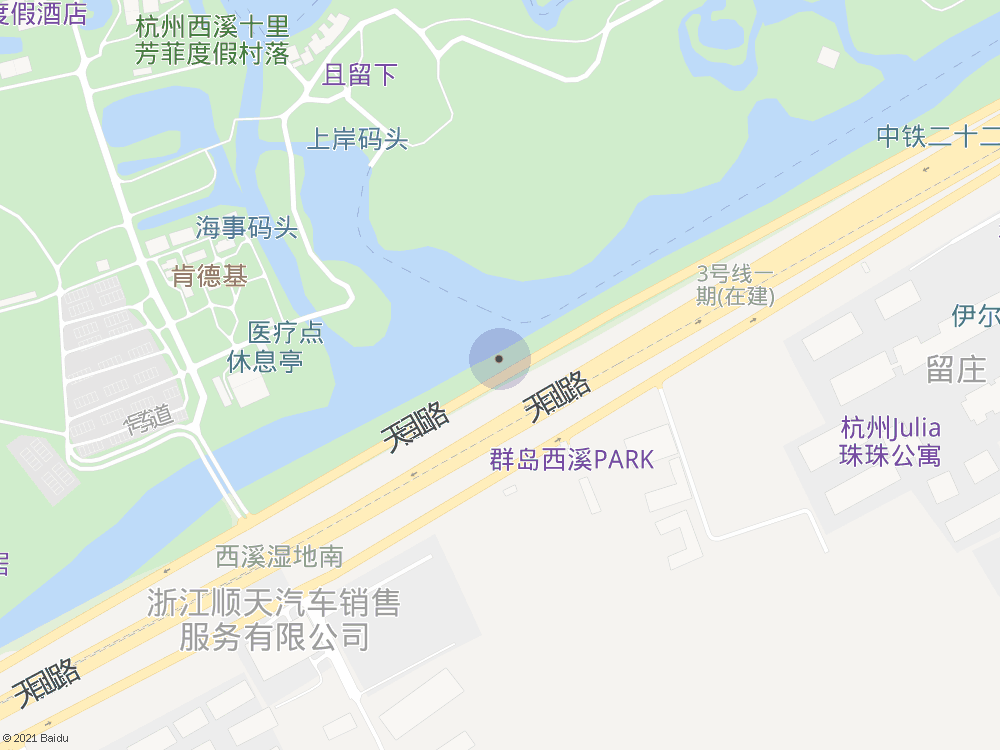 度假酒店
杭州西溪十里
芳菲度假村落
且留下
上岸码头
中铁二十二
海事码头
肯德基
3号线一
期(在建)
医疗点
伊尔
休息亭
留庄
天目山路
天目山路
杭州Julia
珠珠公寓
群岛西溪PARK
西溪湿地南
浙江顺天汽车销售
服务有限公司
天目山路
© 2021 Baidu